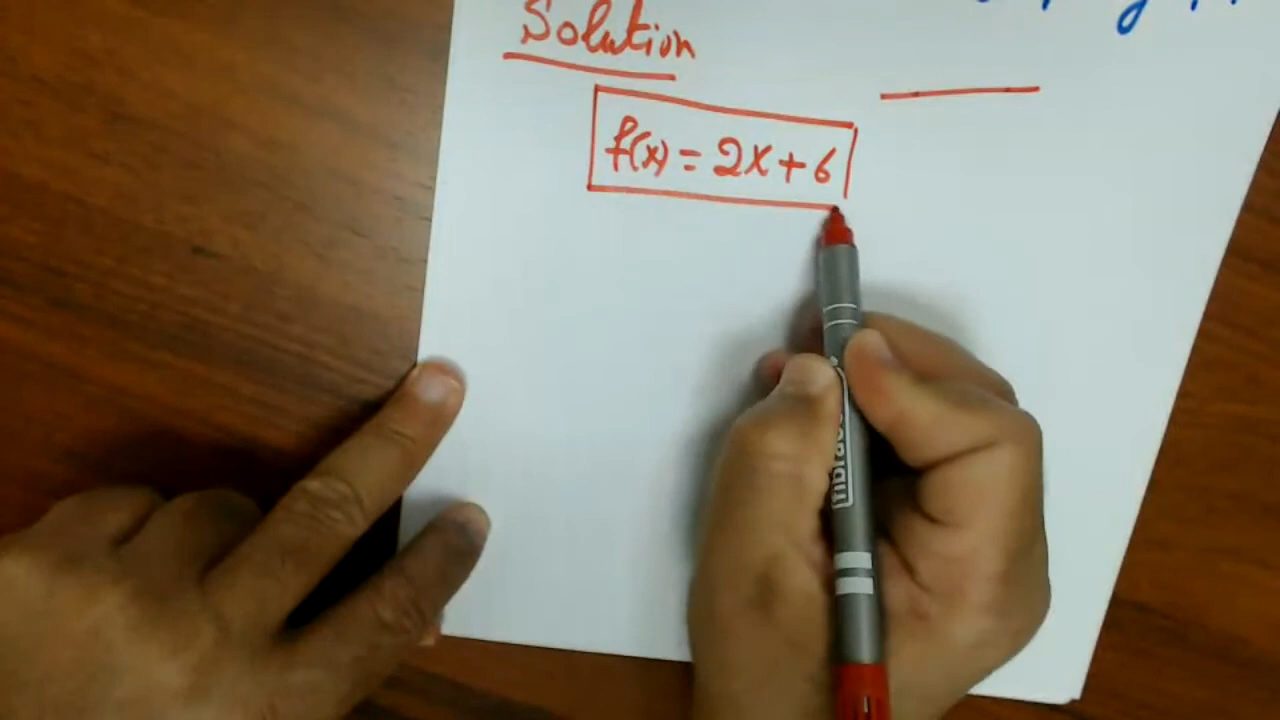 Solution
f(x) = 2x + 6